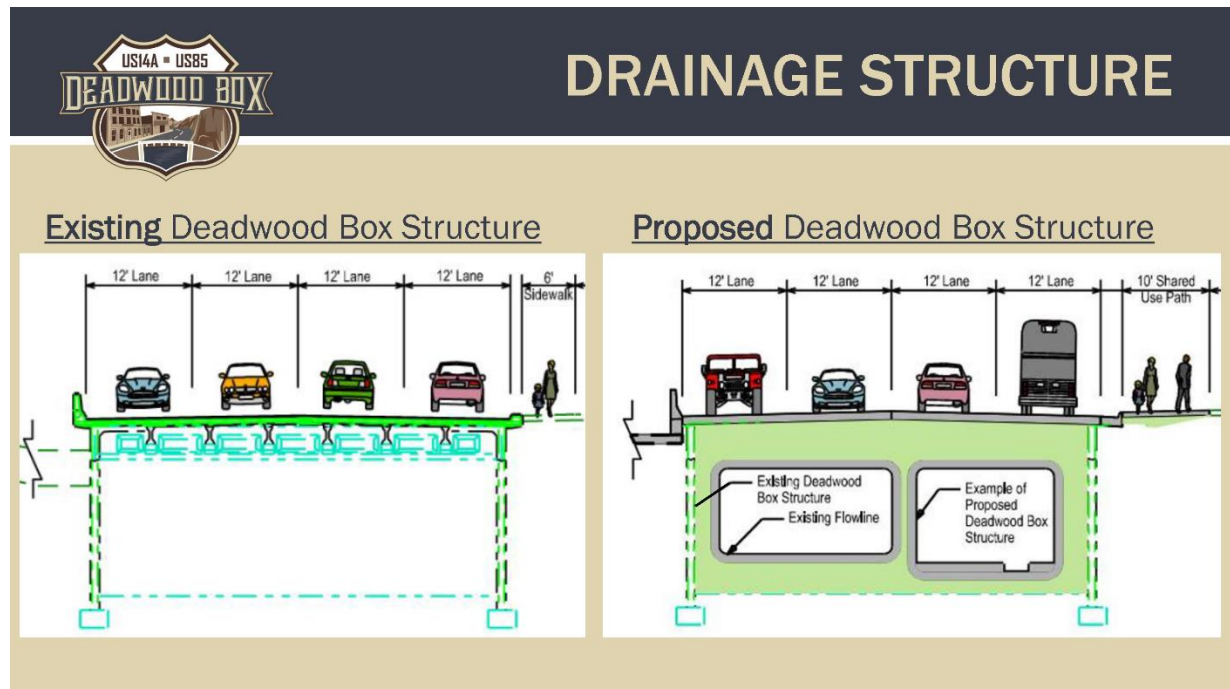 US14A - US85
DEADWOOD BOX
DRAINAGE STRUCTURE
Existing Deadwood Box Structure
12' Lane
12' Lane
12' Lane
12' Lane
6'
Sidewalk
Proposed Deadwood Box Structure
12' Lane
12' Lane
12' Lane
12' Lane
10' Shared
Use Path
Existing Deadwood
Box Structure
Existing Flowline
Example of
Proposed
Deadwood Box
Structure